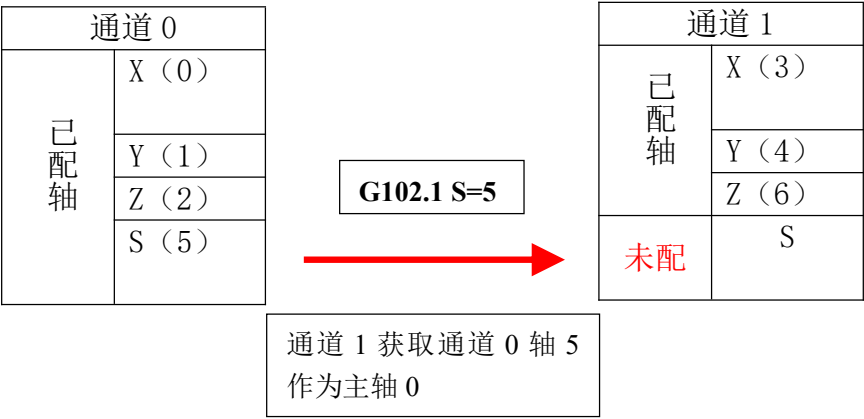 通道 0
已配轴
X（0）
Y（1）
Z（2）
S（5）
G102.1 S=5
通道 1 获取通道 0 轴 5
作为主轴 0
通道 1
已配轴
X（3）
Y（4）
Z（6）
未配
S